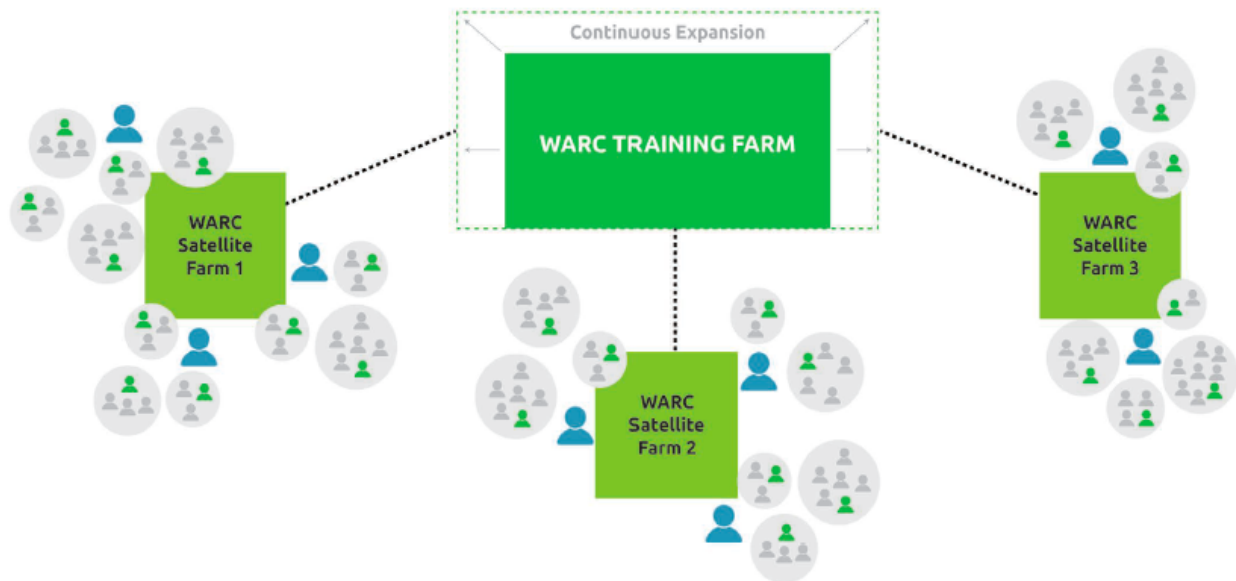 Continuous Expansion
WARC TRAINING FARM
WARC
Satellite
Farm 1
WARC
Satellite
Farm 2
WARC
Satellite
Farm 3